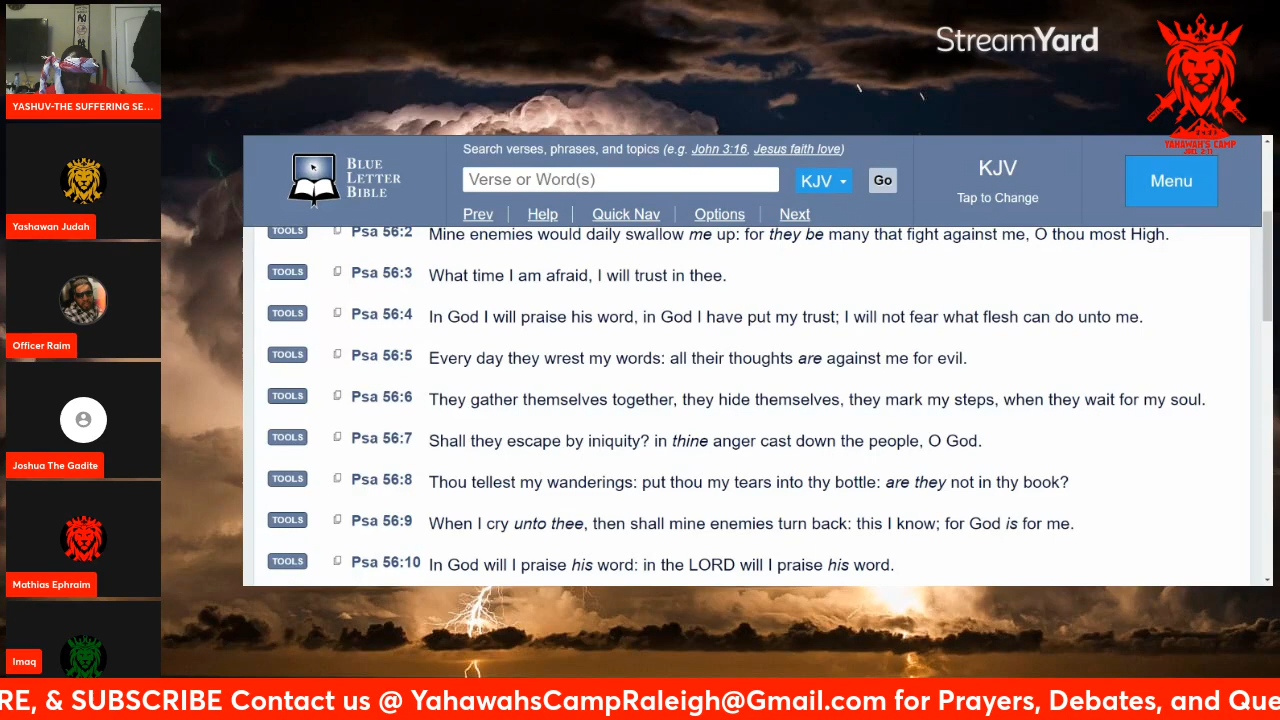 YASHUV-THE SUFFERING SE...
Yashawan Judah
Officer Raim
Joshua The Gadite
Mathias Ephraim
Imaq
StreamYard
YAHAWAH'S CAMP
JOEL 2:11
BLUE
LETTER
BIBLE
Search verses, phrases, and topics (e.g. John 3:16, Jesus faith love)
Verse or Word(s)
KJV
Go
Prev Help Quick Nav Options Next
KJV
Tap to Change
Menu
TOOLS Psa 56:2 Mine enemies would daily swallow me up: for they be many that fight against me, O thou most High.
TOOLS Psa 56:3 What time I am afraid, I will trust in thee.
TOOLS Psa 56:4 In God I will praise his word, in God I have put my trust; I will not fear what flesh can do unto me.
TOOLS Psa 56:5 Every day they wrest my words: all their thoughts are against me for evil.
TOOLS Psa 56:6 They gather themselves together, they hide themselves, they mark my steps, when they wait for my soul.
TOOLS Psa 56:7 Shall they escape by iniquity? in thine anger cast down the people, O God.
TOOLS Psa 56:8 Thou tellest my wanderings: put thou my tears into thy bottle: are they not in thy book?
TOOLS Psa 56:9 When I cry unto thee, then shall mine enemies turn back: this I know; for God is for me.
TOOLS Psa 56:10 In God will I praise his word: in the LORD will I praise his word.
RE, & SUBSCRIBE Contact us @ YahawahsCampRaleigh@Gmail.com for Prayers, Debates, and Que